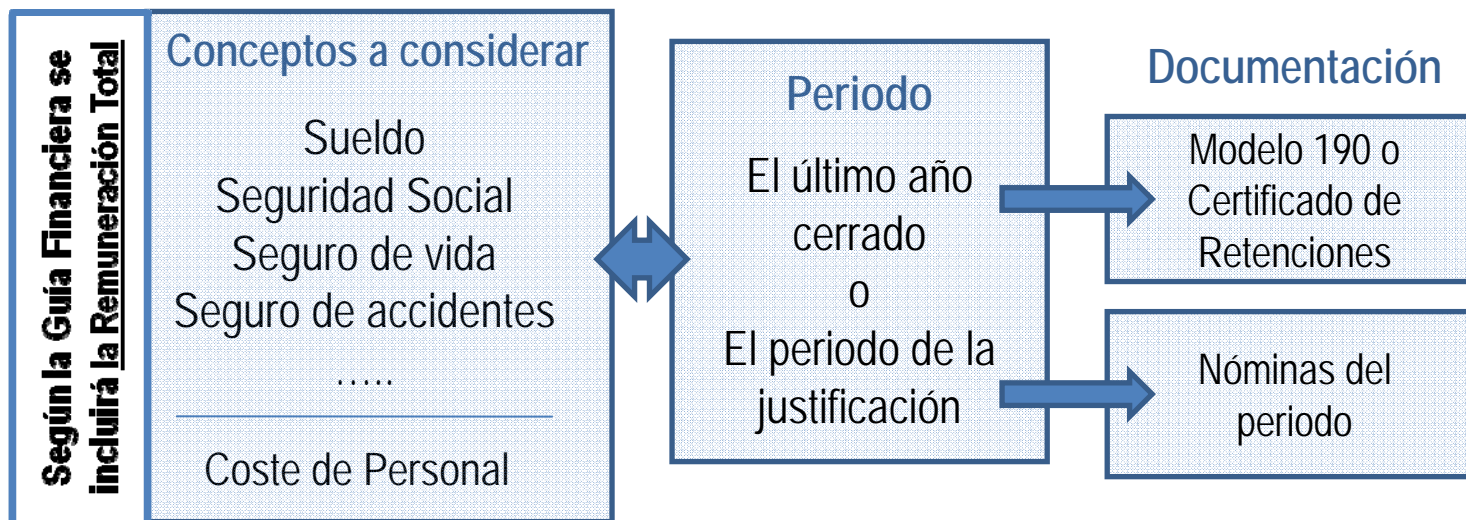 Según la Guía Financiera se
incluirá la Remuneración Total
Conceptos a considerar
Sueldo
Seguridad Social
Seguro de vida
Seguro de accidentes
…..
Coste de Personal
Periodo
El último año
cerrado
o
El periodo de la
justificación
Documentación
Modelo 190 o
Certificado de
Retenciones
Nóminas del
periodo